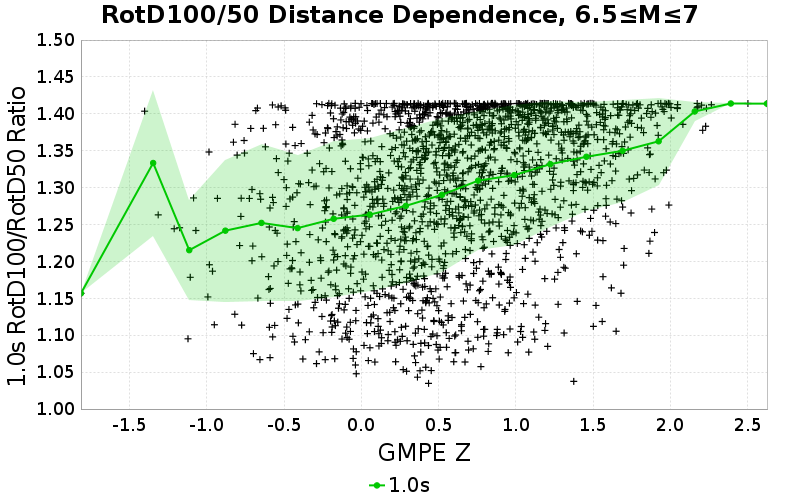 RotD100/50 Distance Dependence, 6.5≤M≤7
1.0s RotD100/RotD50 Ratio
1.50
1.45
1.40
1.35
1.30
1.25
1.20
1.15
1.10
1.05
1.00
-1.5 -1.0 -0.5 0.0 0.5 1.0 1.5 2.0 2.5
GMPE Z
1.0s